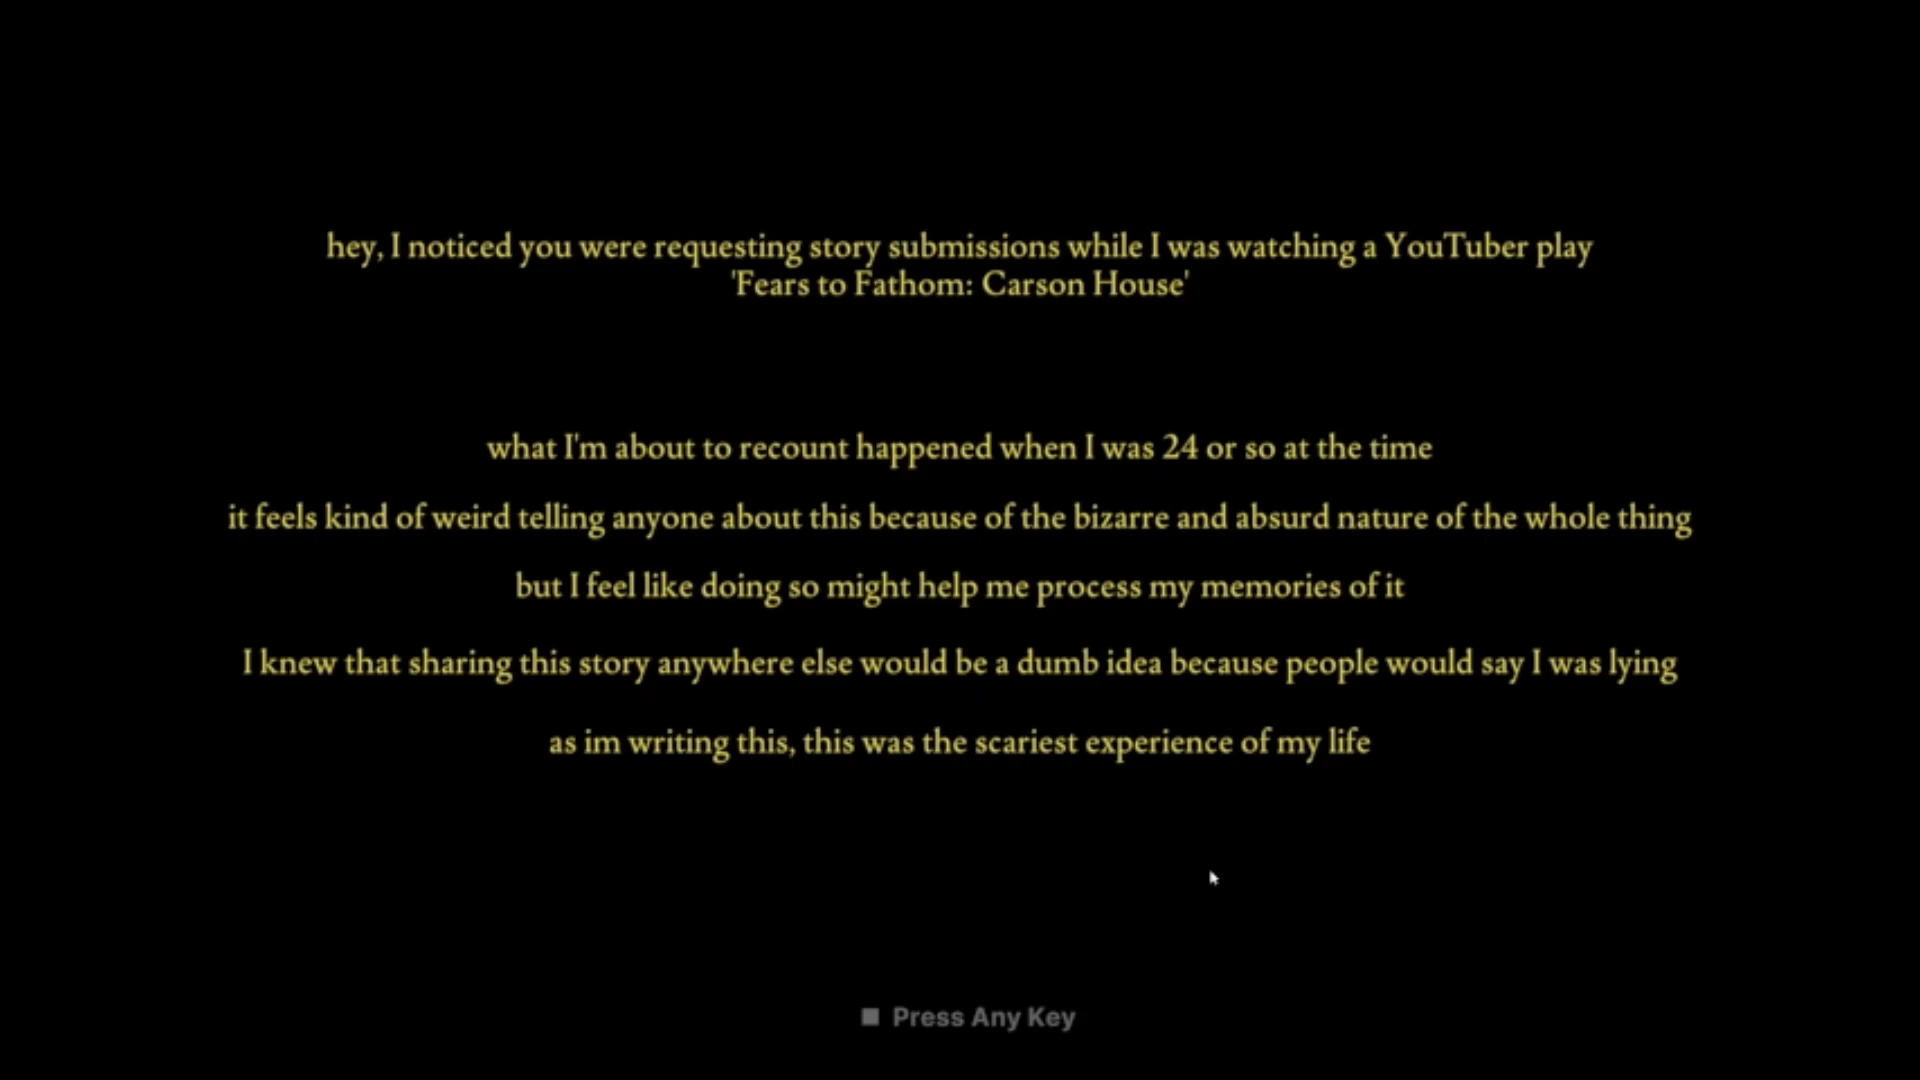 hey, I noticed you were requesting story submissions while I was watching a YouTuber play
'Fears to Fathom: Carson House'
what I'm about to recount happened when I was 24 or so at the time
it feels kind of weird telling anyone about this because of the bizarre and absurd nature of the whole thing
but I feel like doing so might help me process my memories of it
I knew that sharing this story anywhere else would be a dumb idea because people would say I was lying
as im writing this, this was the scariest experience of my life
Press Any Key